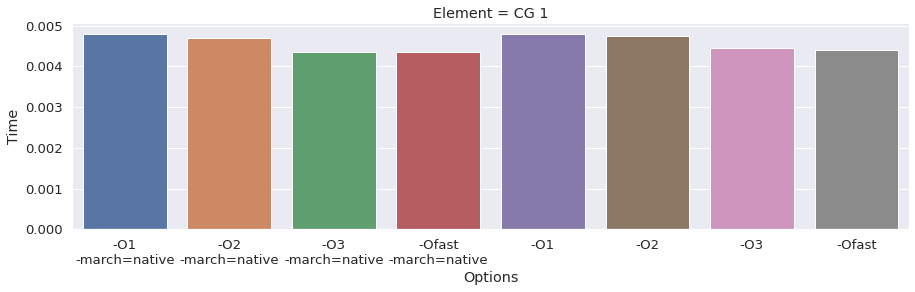 Element = CG 1
Time
0.005
0.004
0.003
0.002
0.001
0.000
-O1
-march=native
-O2
-march=native
-O3
-march=native
-Ofast
-march=native
-O1
-O2
-O3
-Ofast
Options